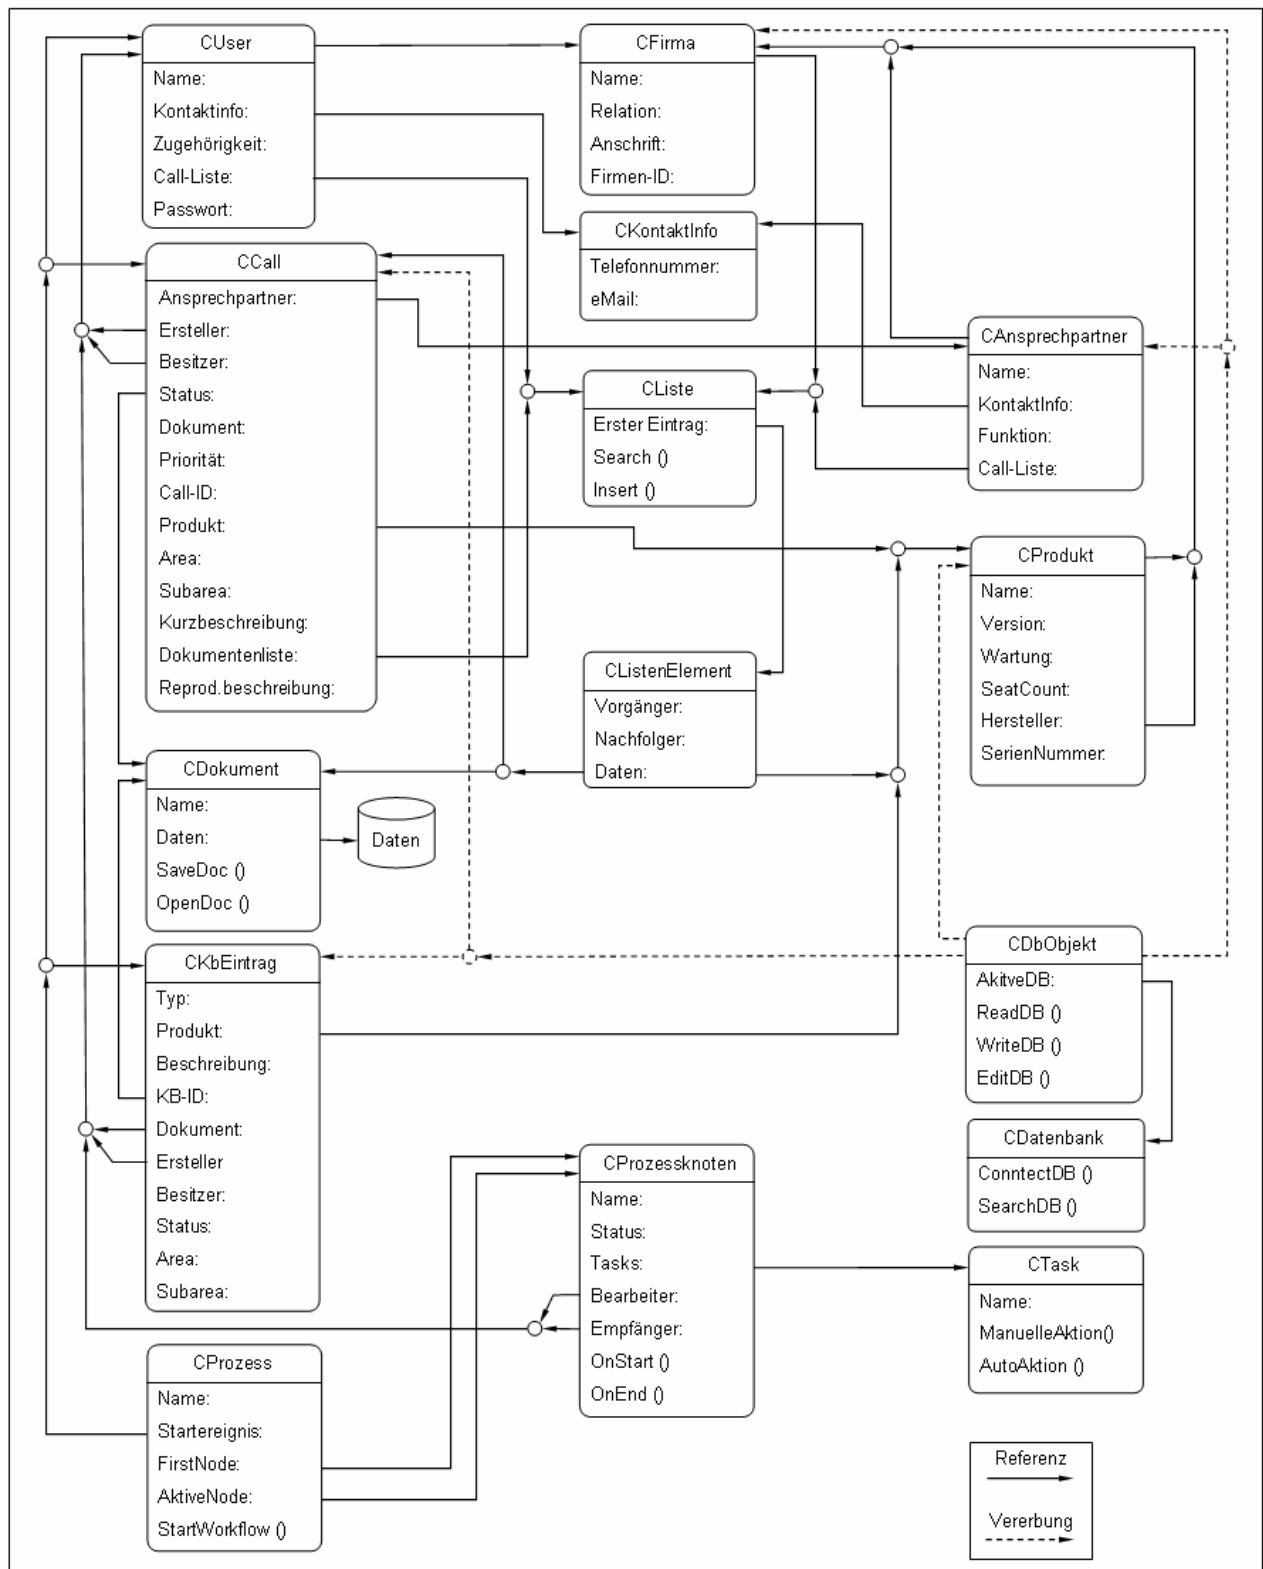 CUser
Name:
Kontaktinfo:
Zugehörigkeit:
Call-Liste:
Passwort:
CFirma
Name:
Relation:
Anschrift:
Firmen-ID:
CKontaktInfo
Telefonnummer:
eMail:
CCall
Ansprechpartner:
Ersteller:
Besitzer:
Status:
Dokument:
Priorität:
Call-ID:
Produkt:
Area:
Subarea:
Kurzbeschreibung:
Dokumentenliste:
Reprod.beschreibung:
CAnsprechpartner
Name:
KontaktInfo:
Funktion:
Call-Liste:
CListe
Erster Eintrag:
Search ()
Insert ()
CProdukt
Name:
Version:
Wartung:
SeatCount:
Hersteller:
SerienNummer:
CListenElement
Vorgänger:
Nachfolger:
Daten:
CDokument
Name:
Daten:
SaveDoc ()
OpenDoc ()
Daten
CKbEintrag
Typ:
Produkt:
Beschreibung:
KB-ID:
Dokument:
Ersteller
Besitzer:
Status:
Area:
Subarea:
CDbObjekt
AkitveDB:
ReadDB ()
WriteDB ()
EditDB ()
CDatenbank
ConntectDB ()
SearchDB ()
CProzessknoten
Name:
Status:
Tasks:
Bearbeiter:
Empfänger:
OnStart ()
OnEnd ()
CTask
Name:
ManuelleAktion()
AutoAktion ()
CProzess
Name:
Startereignis:
FirstNode:
AktiveNode:
StartWorkflow ()
Referenz
Vererbung